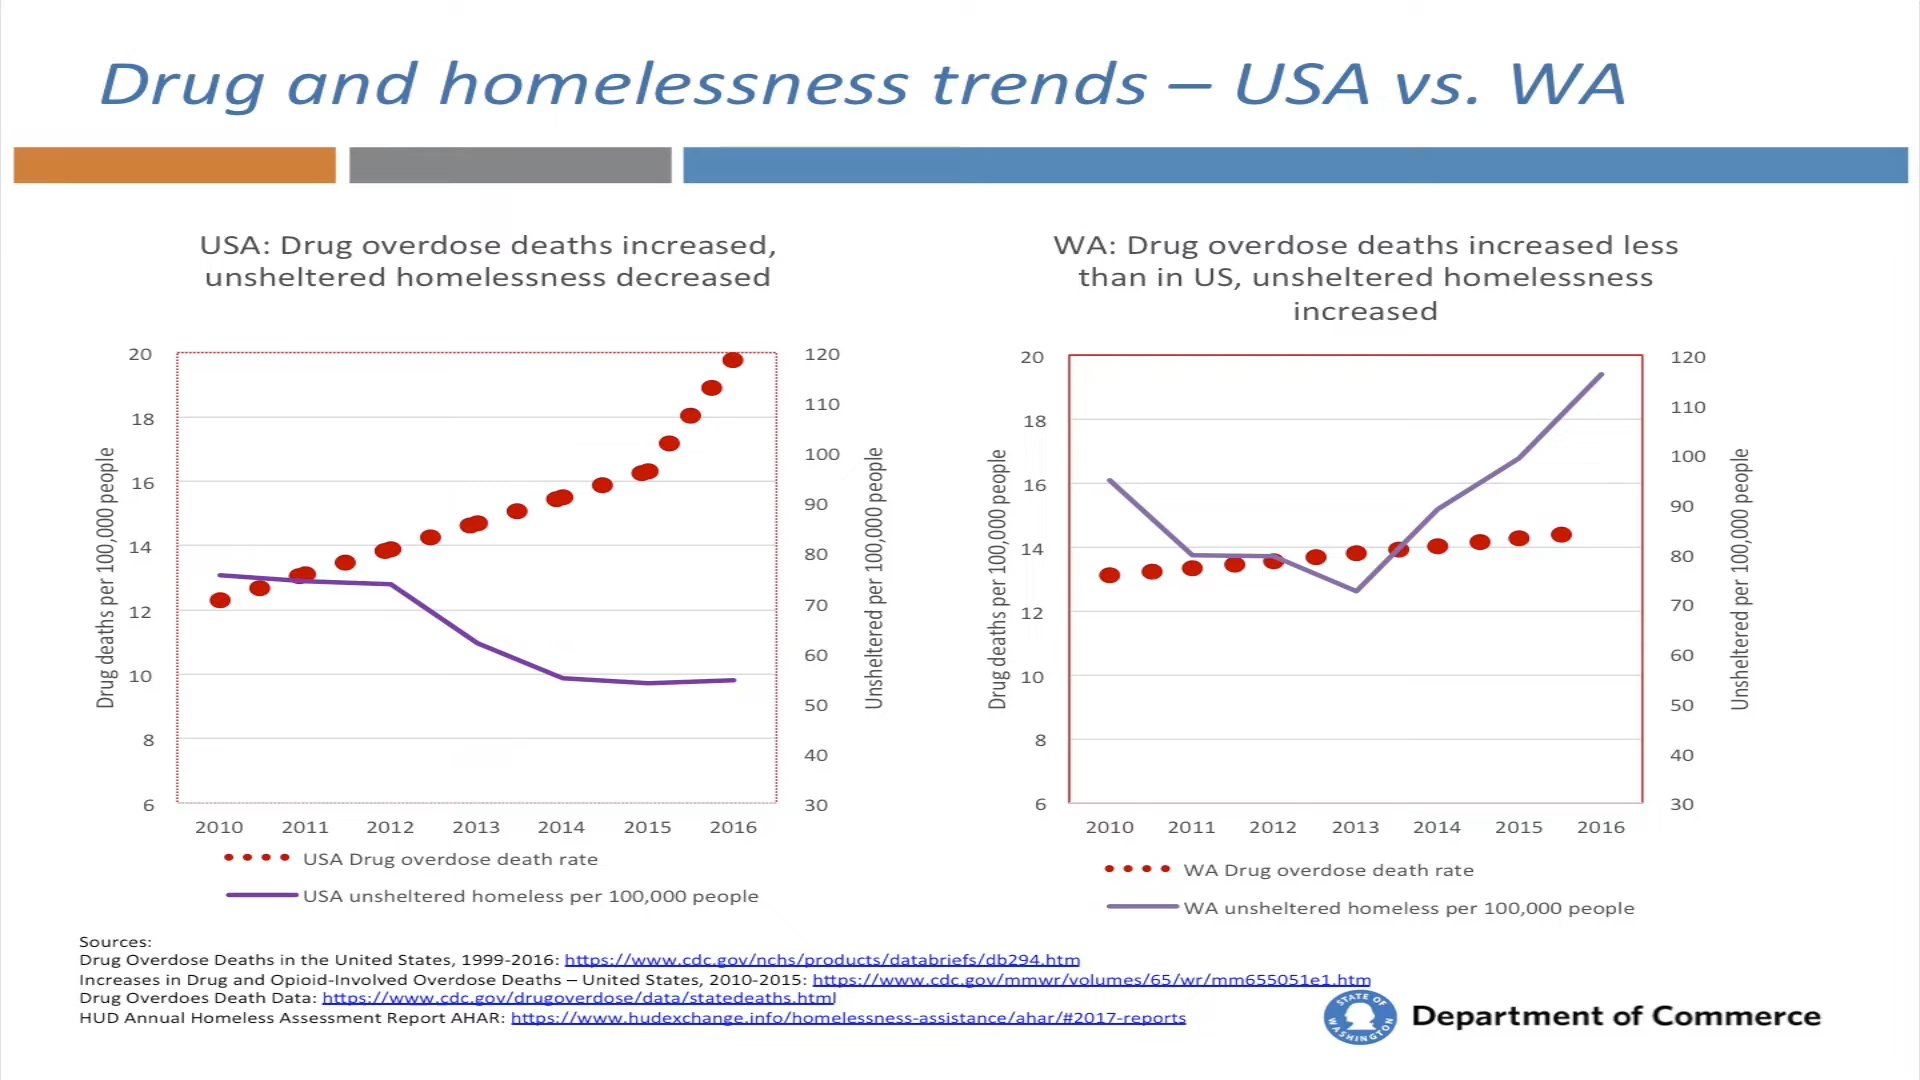 Drug and homelessness trends – USA vs. WA
USA: Drug overdose deaths increased,
unsheltered homelessness decreased
20
18
16
14
12
10
8
6
Drug deaths per 100,000 people
120
110
100
90
80
70
60
50
40
30
Unsheltered per 100,000 people
2010 2011 2012 2013 2014 2015 2016
USA Drug overdose death rate
USA unsheltered homeless per 100,000 people
WA: Drug overdose deaths increased less
than in US, unsheltered homelessness
increased
20
18
16
14
12
10
8
6
Drug deaths per 100,000 people
120
110
100
90
80
70
60
50
40
30
Unsheltered per 100,000 people
2010 2011 2012 2013 2014 2015 2016
WA Drug overdose death rate
WA unsheltered homeless per 100,000 people
Sources:
Drug Overdose Deaths in the United States, 1999-2016: https://www.cdc.gov/nchs/products/databriefs/db294.htm
Increases in Drug and Opioid-Involved Overdose Deaths – United States, 2010-2015: https://www.cdc.gov/mmwr/volumes/65/wr/mm655051e1.htm
Drug Overdoes Death Data: https://www.cdc.gov/drugoverdose/data/statedeaths.html
HUD Annual Homeless Assessment Report AHAR: https://www.hudexchange.info/homelessness-assistance/ahar/#2017-reports
STATE OF
WASHINGTON
Department of Commerce